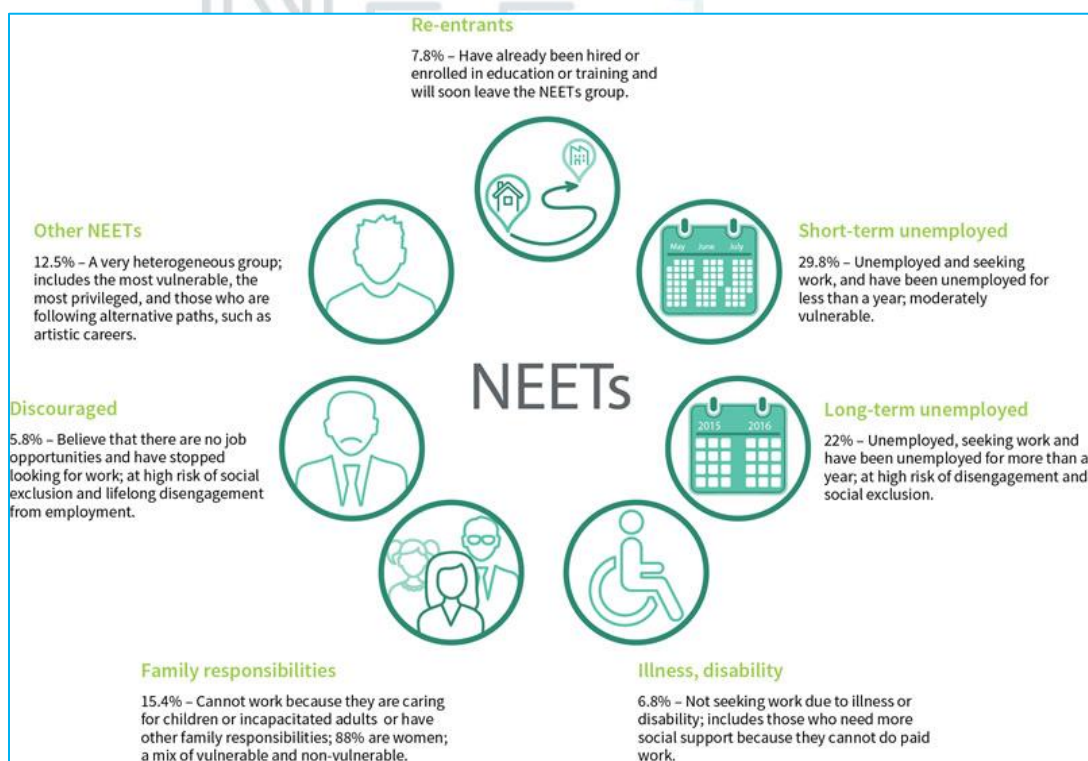 Re-entrants
7.8% – Have already been hired or
enrolled in education or training and
will soon leave the NEETs group.
Other NEETs
12.5% – A very heterogeneous group;
includes the most vulnerable, the
most privileged, and those who are
following alternative paths, such as
artistic careers.
May June July
Short-term unemployed
29.8% – Unemployed and seeking
work, and have been unemployed for
less than a year; moderately
vulnerable.
NEETs
Discouraged
5.8% – Believe that there are no job
opportunities and have stopped
looking for work; at high risk of social
exclusion and lifelong disengagement
from employment.
2015 2016
Long-term unemployed
22% – Unemployed, seeking work and
have been unemployed for more than a
year; at high risk of disengagement and
social exclusion.
Family responsibilities
15.4% – Cannot work because they are caring
for children or incapacitated adults or have
other family responsibilities; 88% are women;
a mix of vulnerable and non-vulnerable.
Illness, disability
6.8% – Not seeking work due to illness or
disability; includes those who need more
social support because they cannot do paid
work.